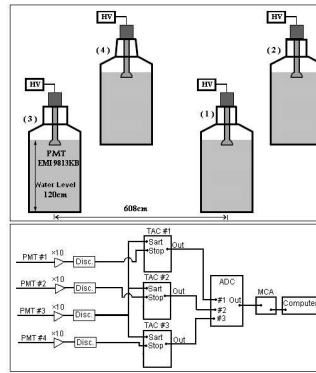 HV
HV
(4)
(2)
HV
HV
(3)
(1)
PMT
EMI 9813KB
Water Level
120cm
608cm
TAC #1
Sart
Stop
Out
PMT #1
×10
Disc.
ADC
PMT #2
×10
Disc.
TAC #2
Sart
Stop
Out
#1 Out
#2
#3
MCA
Computer
PMT #3
×10
Disc.
TAC #3
Sart
Stop
Out
PMT #4
×10
Disc.